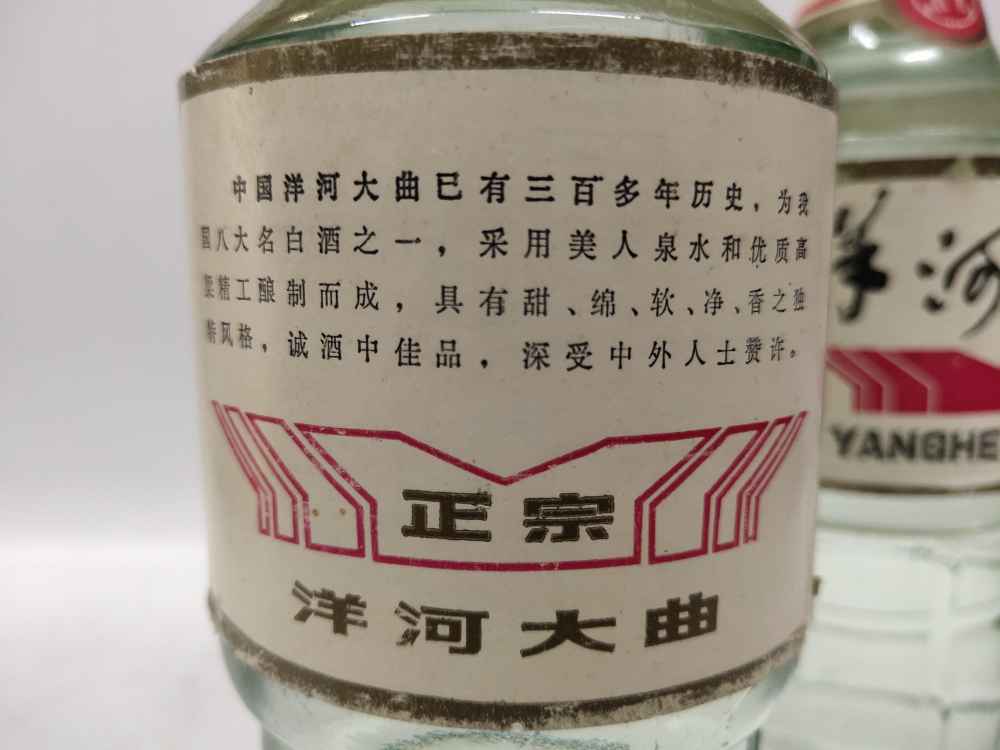 中国洋河大曲已有三百多年历史，为我
国八大名白酒之一，采用美人泉水和优质高
粱精工酿制而成，具有甜、绵、软、净、香之独
特风格，诚酒中佳品，深受中外人士赞许。
正宗
洋河大曲
洋河
YANGHE